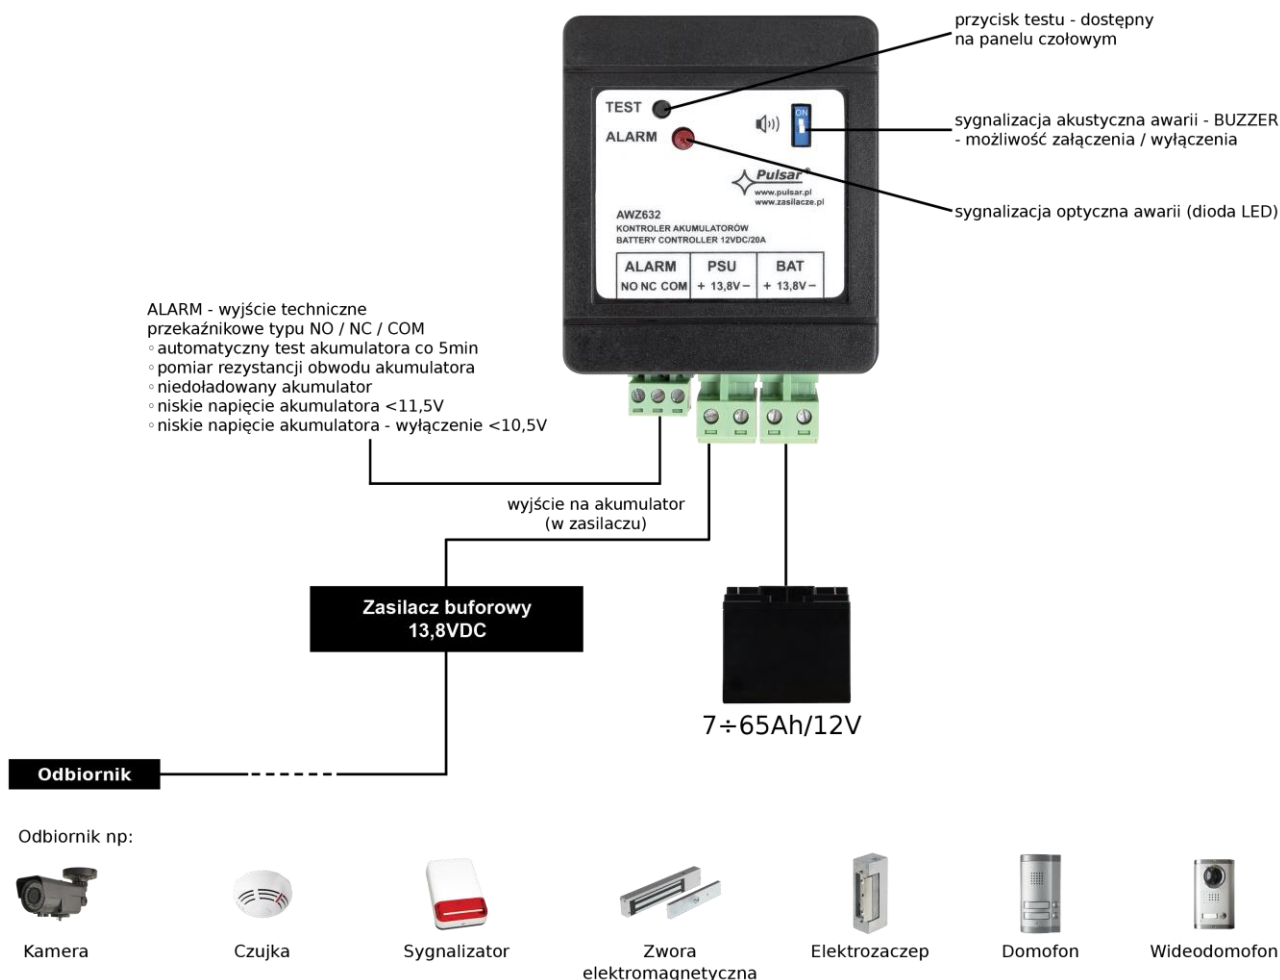 przycisk testu - dostępny
na panelu czołowym
TEST
ALARM
ON
sygnalizacja akustyczna awarii - BUZZER
- możliwość załączenia / wyłączenia
Pulsar®
www.pulsar.pl
www.zasilacze.pl
sygnalizacja optyczna awarii (dioda LED)
AWZ632
KONTROLER AKUMULATORÓW
BATTERY CONTROLLER 12VDC/20A
ALARM PSU BAT
NO NC COM + 13,8V − + 13,8V −
ALARM - wyjście techniczne
przekaźnikowe typu NO / NC / COM
◦ automatyczny test akumulatora co 5min
◦ pomiar rezystancji obwodu akumulatora
◦ niedoładowany akumulator
◦ niskie napięcie akumulatora <11,5V
◦ niskie napięcie akumulatora - wyłączenie <10,5V
wyjście na akumulator
(w zasilaczu)
Zasilacz buforowy
13,8VDC
7÷65Ah/12V
Odbiornik
Odbiornik np:
Kamera
Czujka
Sygnalizator
Zwora
elektromagnetyczna
Elektrozaczep
Domofon
Wideodomofon